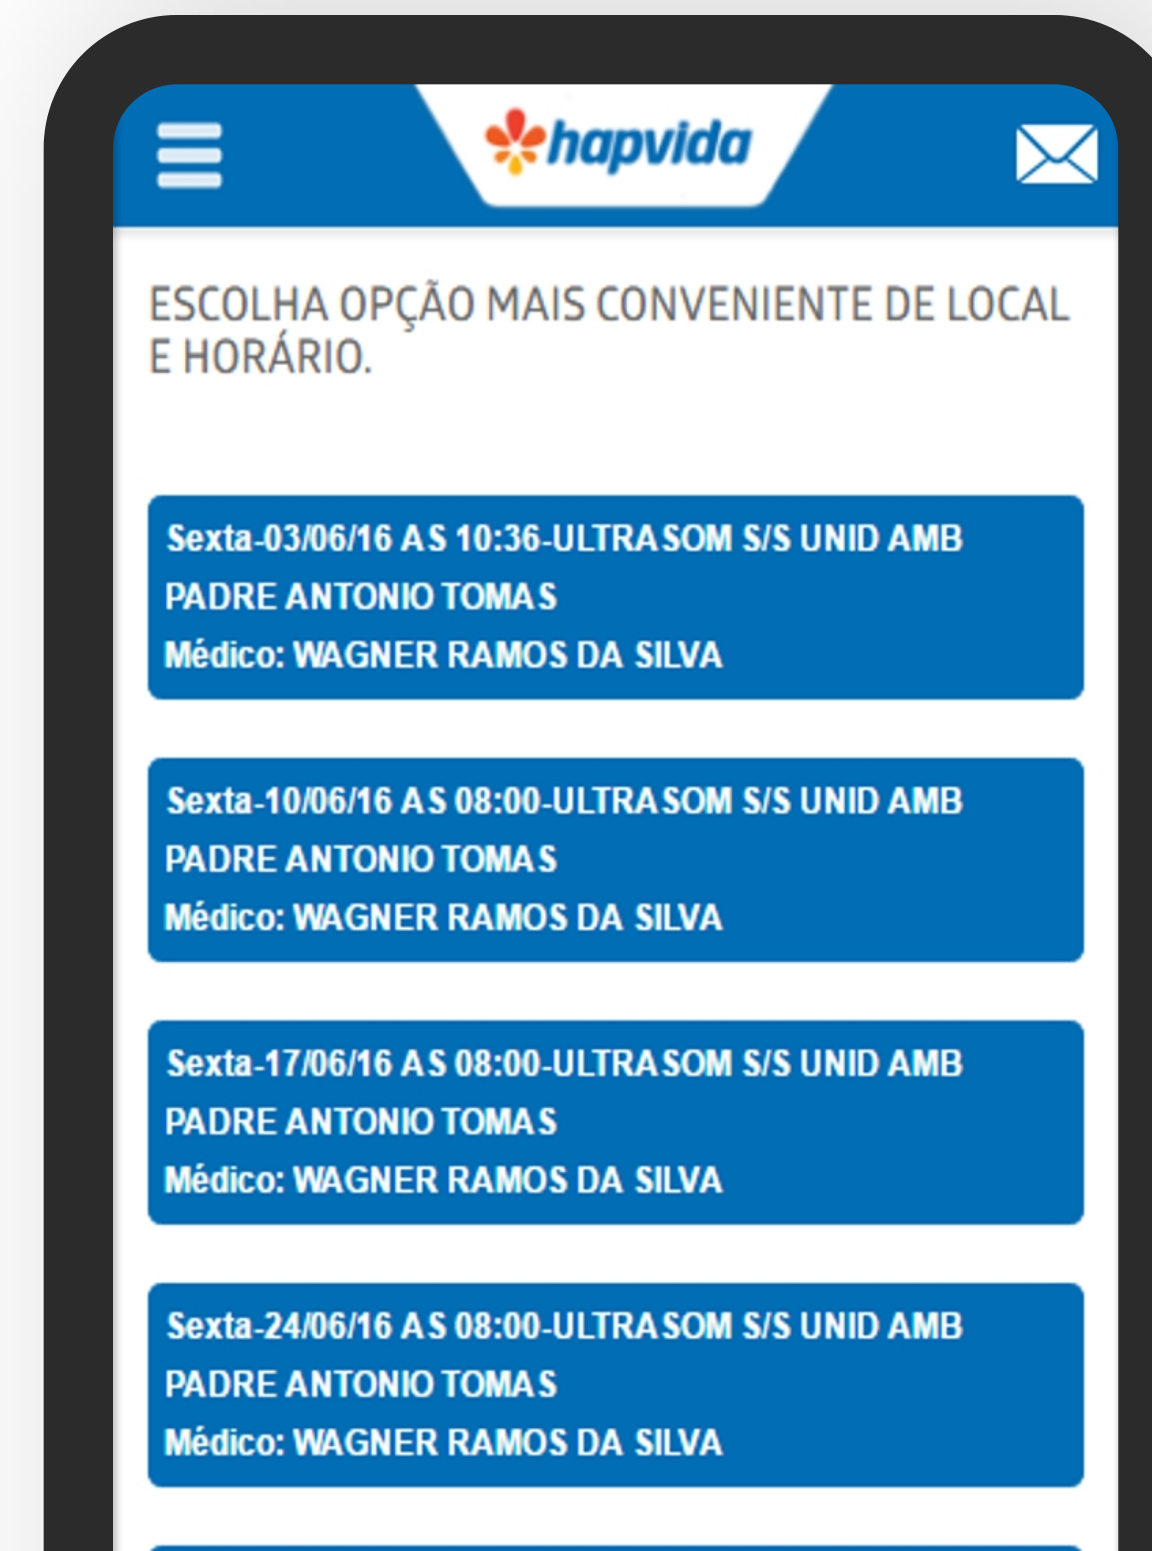 hapvida
ESCOLHA OPÇÃO MAIS CONVENIENTE DE LOCAL
E HORÁRIO.
Sexta-03/06/16 AS 10:36-ULTRASOM S/S UNID AMB
PADRE ANTONIO TOMAS
Médico: WAGNER RAMOS DA SILVA
Sexta-10/06/16 AS 08:00-ULTRASOM S/S UNID AMB
PADRE ANTONIO TOMAS
Médico: WAGNER RAMOS DA SILVA
Sexta-17/06/16 AS 08:00-ULTRASOM S/S UNID AMB
PADRE ANTONIO TOMAS
Médico: WAGNER RAMOS DA SILVA
Sexta-24/06/16 AS 08:00-ULTRASOM S/S UNID AMB
PADRE ANTONIO TOMAS
Médico: WAGNER RAMOS DA SILVA